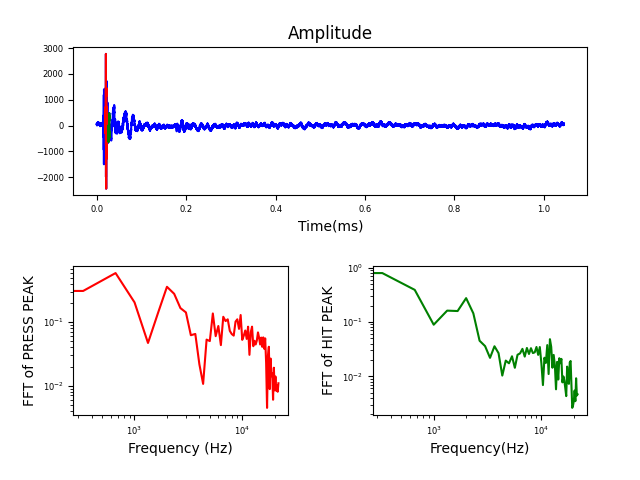 Amplitude
3000
2000
1000
0
−1000
−2000
0.0 0.2 0.4 0.6 0.8 1.0
Time(ms)
FFT of PRESS PEAK
10⁻¹
10⁻²
10³ 10⁴
Frequency (Hz)
FFT of HIT PEAK
10⁰
10⁻¹
10⁻²
10³ 10⁴
Frequency(Hz)